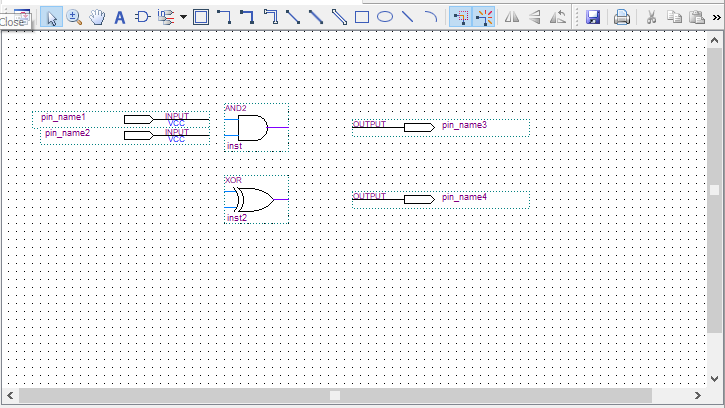 Close
A
pin_name1
INPUT
VCC
pin_name2
INPUT
VCC
AND2
inst
OUTPUT
pin_name3
XOR
inst2
OUTPUT
pin_name4